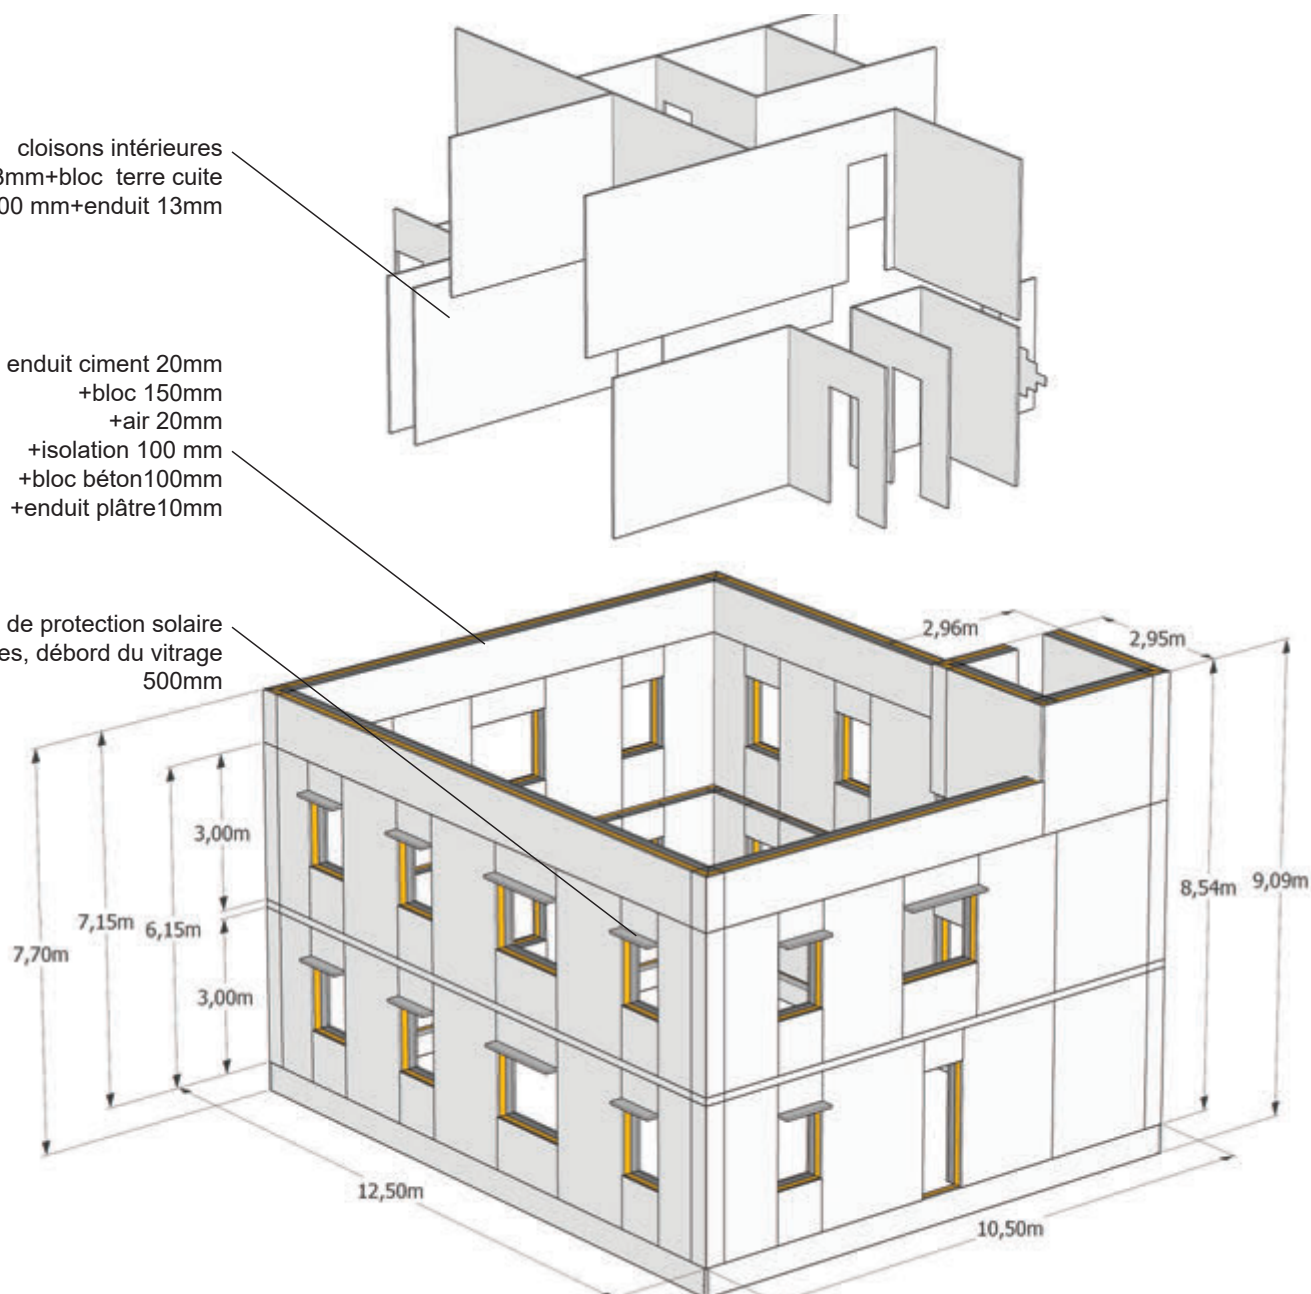 cloisons intérieures
3mm+bloc terre cuite
00 mm+enduit 13mm
enduit ciment 20mm
+bloc 150mm
+air 20mm
+isolation 100 mm
+bloc béton100mm
+enduit plâtre10mm
de protection solaire
es, débord du vitrage
500mm
2,96m
2,95m
3,00m
7,15m
6,15m
7,70m
3,00m
8,54m
9,09m
12,50m
10,50m